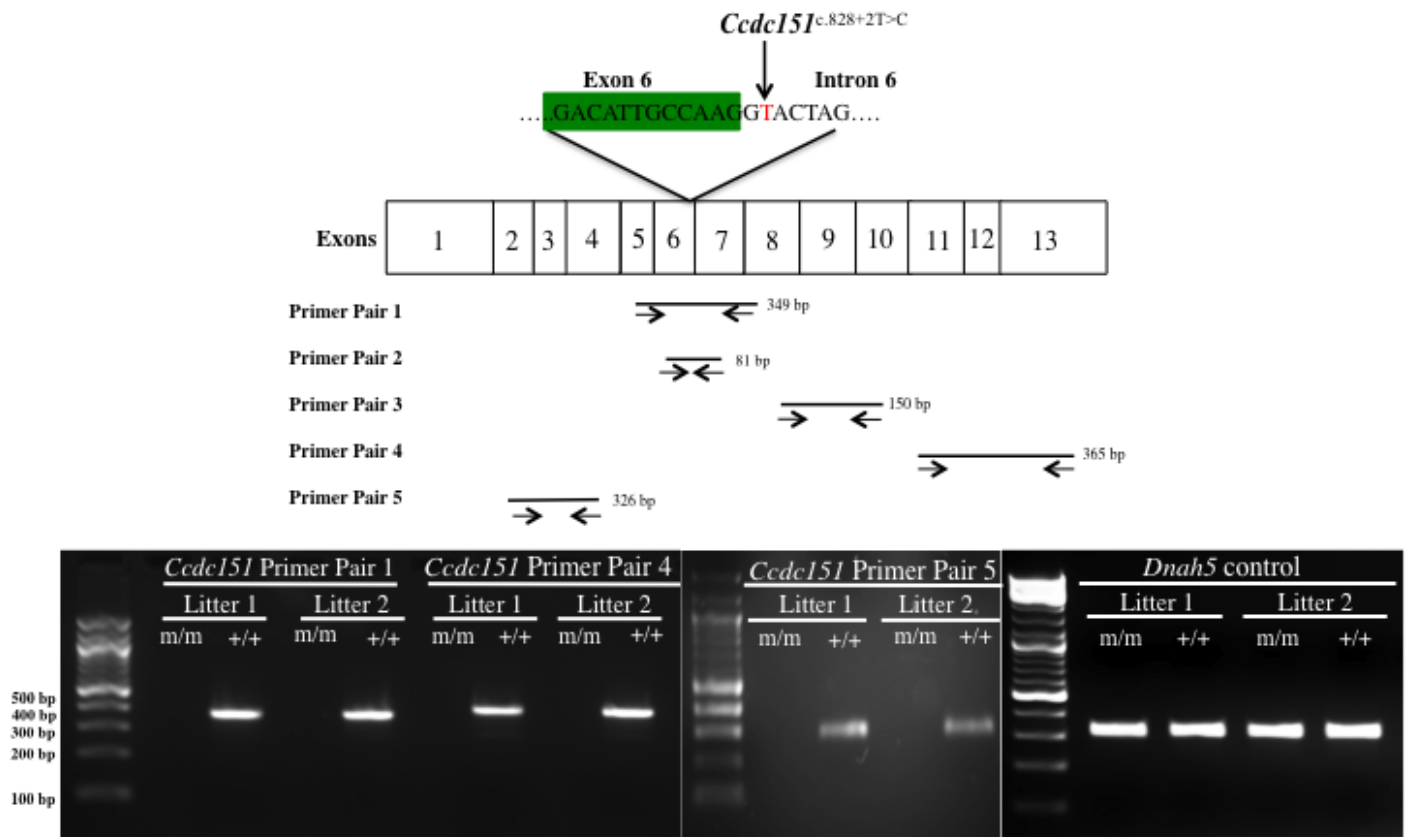 Ccdc151c.828+2T>C
Exon 6 Intron 6
.....GACATTGCCAAGGTACTAG....
Exons 1 2 3 4 5 6 7 8 9 10 11 12 13
Primer Pair 1 349 bp
Primer Pair 2 81 bp
Primer Pair 3 150 bp
Primer Pair 4 365 bp
Primer Pair 5 326 bp
Ccdc151 Primer Pair 1 Ccdc151 Primer Pair 4 Ccdc151 Primer Pair 5 Dnah5 control
Litter 1 Litter 2 Litter 1 Litter 2 Litter 1 Litter 2. Litter 1 Litter 2
m/m +/+ m/m +/+ m/m +/+ m/m +/+ m/m +/+ m/m +/+ m/m +/+ m/m +/+
500 bp
400 bp
300 bp
200 bp
100 bp